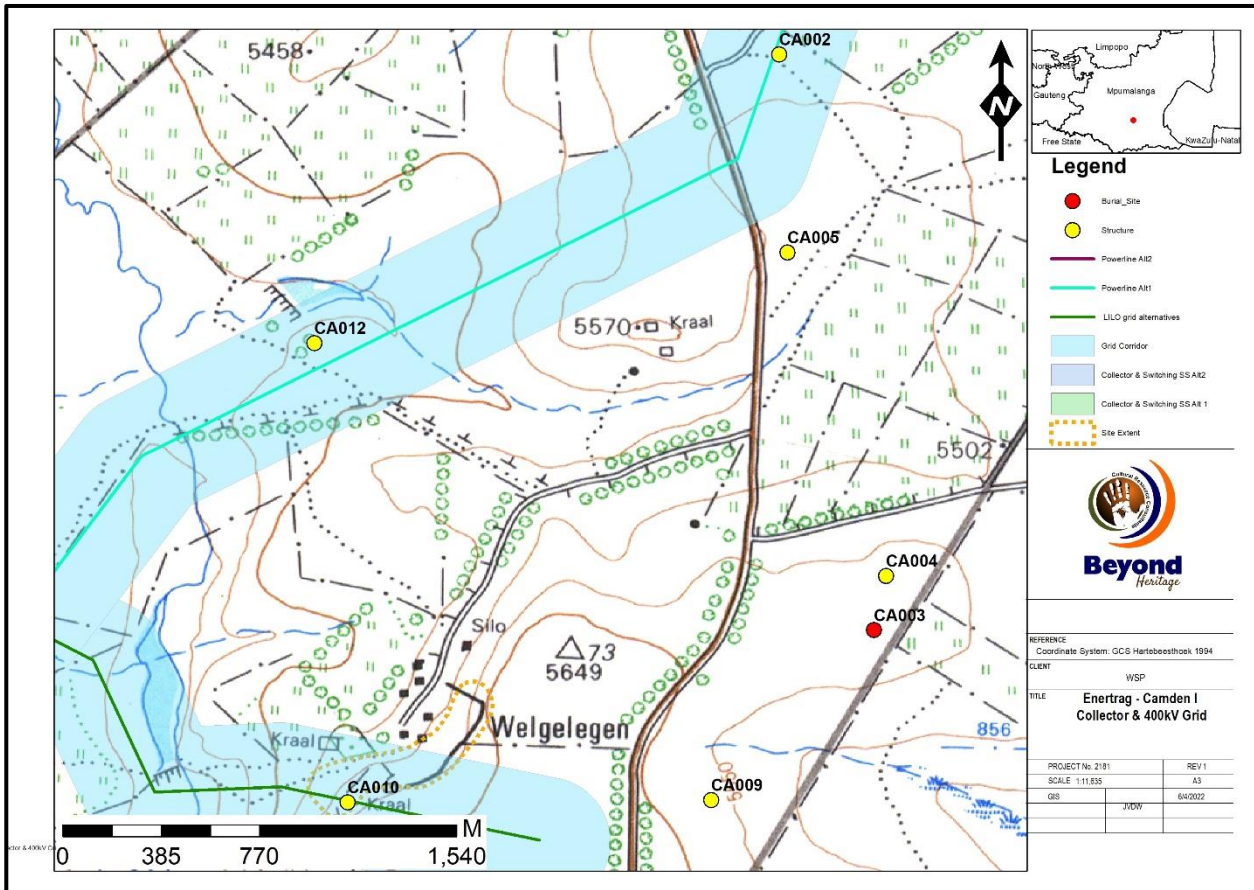 5458
CA002
N
CA005
5570
Kraal
CA012
5502
CA004
CA003
Silo
73
5649
Welgelegen
Kraal
CA010
Kraal
CA009
856
M
0 385 770 1,540
Limpopo
North West
Gauteng
Mpumalanga
Free State
KwaZulu-Natal
Legend
Burial_Site
Structure
Powerline Alt2
Powerline Alt1
LILO grid alternatives
Grid Corridor
Collector & Switching SS Alt2
Collector & Switching SS Alt 1
Site Extent
Beyond
Heritage
REFERENCE
Coordinate System: GCS Hartebeesthoek 1994
CLIENT
WSP
TITLE
Enertrag - Camden I
Collector & 400kV Grid
PROJECT No. 2181 REV 1
SCALE 1:11,835 A3
GIS JVDW 6/4/2022